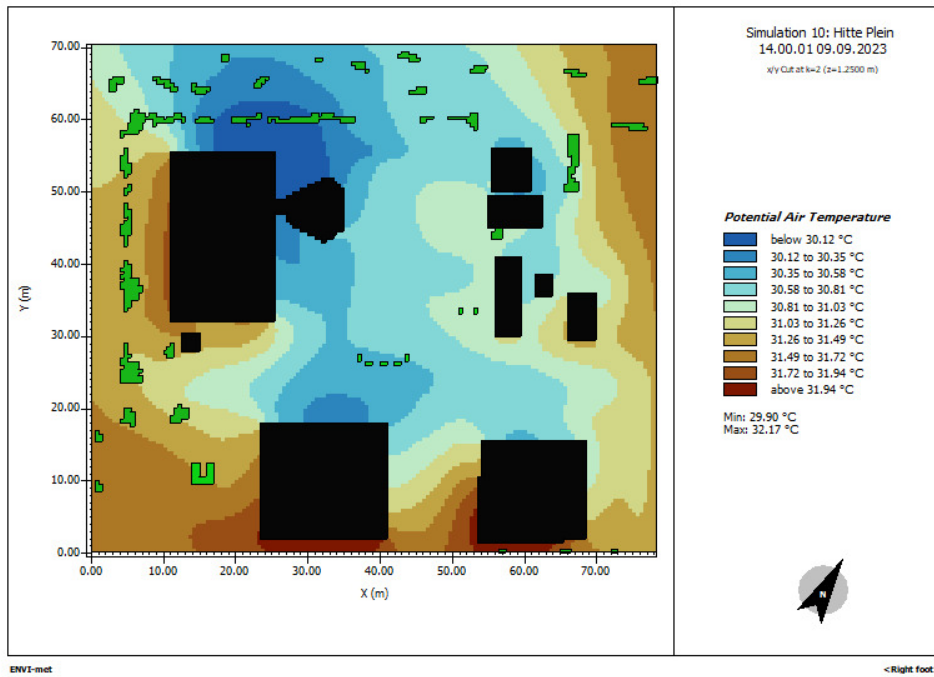 Simulation 10: Hitte Plein
14.00.01 09.09.2023
x/y Cut at k=2 (z=1.2500 m)
70.00
60.00
50.00
40.00
30.00
20.00
10.00
0.00
Y (m)
0.00 10.00 20.00 30.00 40.00 50.00 60.00 70.00
X (m)
Potential Air Temperature
below 30.12 °C
30.12 to 30.35 °C
30.35 to 30.58 °C
30.58 to 30.81 °C
30.81 to 31.03 °C
31.03 to 31.26 °C
31.26 to 31.49 °C
31.49 to 31.72 °C
31.72 to 31.94 °C
above 31.94 °C
Min: 29.90 °C
Max: 32.17 °C
N
ENVI-met
<Right foot